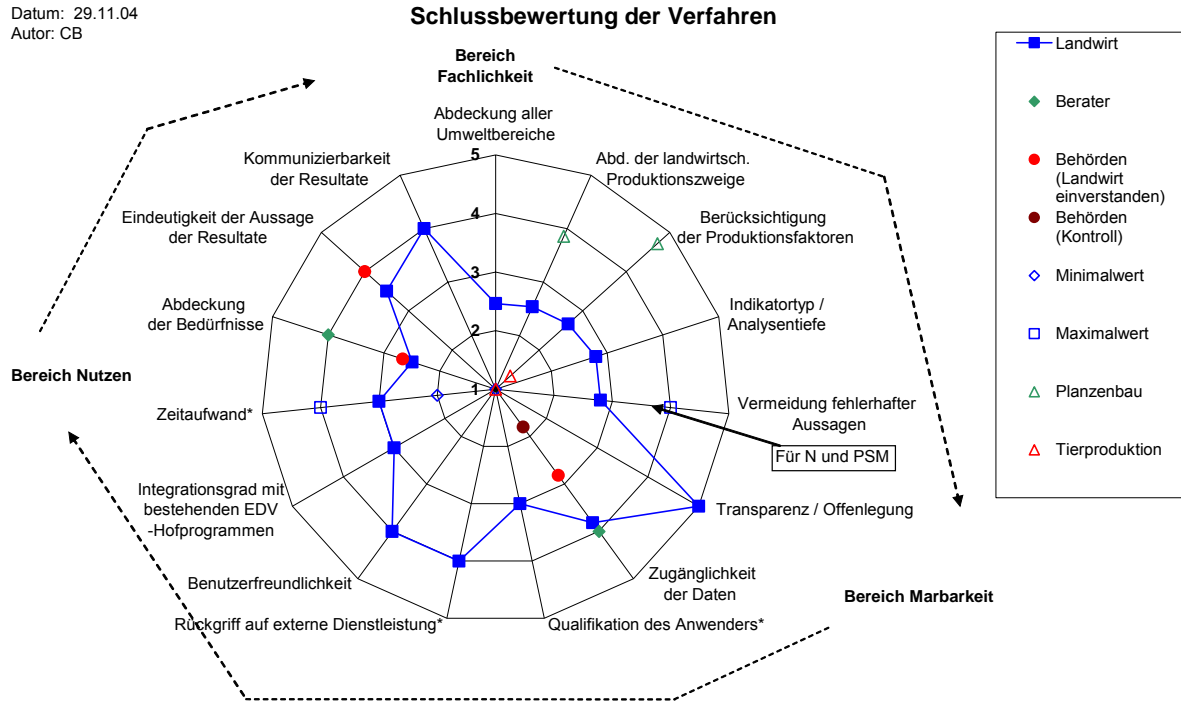 Datum: 29.11.04
Autor: CB
Schlussbewertung der Verfahren
Bereich
Fachlichkeit
Abdeckung aller
Umweltbereiche
Abd. der landwirtsch.
Produktionszweige
Berücksichtigung
der Produktionsfaktoren
Indikatortyp /
Analysentiefe
Vermeidung fehlerhafter
Aussagen
Für N und PSM
Transparenz / Offenlegung
Zugänglichkeit
der Daten
Bereich Marbarkeit
Qualifikation des Anwenders*
Rückgriff auf externe Dienstleistung*
Benutzerfreundlichkeit
Integrationsgrad mit
bestehenden EDV
-Hofprogrammen
Zeitaufwand*
Bereich Nutzen
Abdeckung
der Bedürfnisse
Eindeutigkeit der Aussage
der Resultate
Kommunizierbarkeit
der Resultate
5
4
3
2
1
Landwirt
Berater
Behörden
(Landwirt
einverstanden)
Behörden
(Kontroll)
Minimalwert
Maximalwert
Planzenbau
Tierproduktion